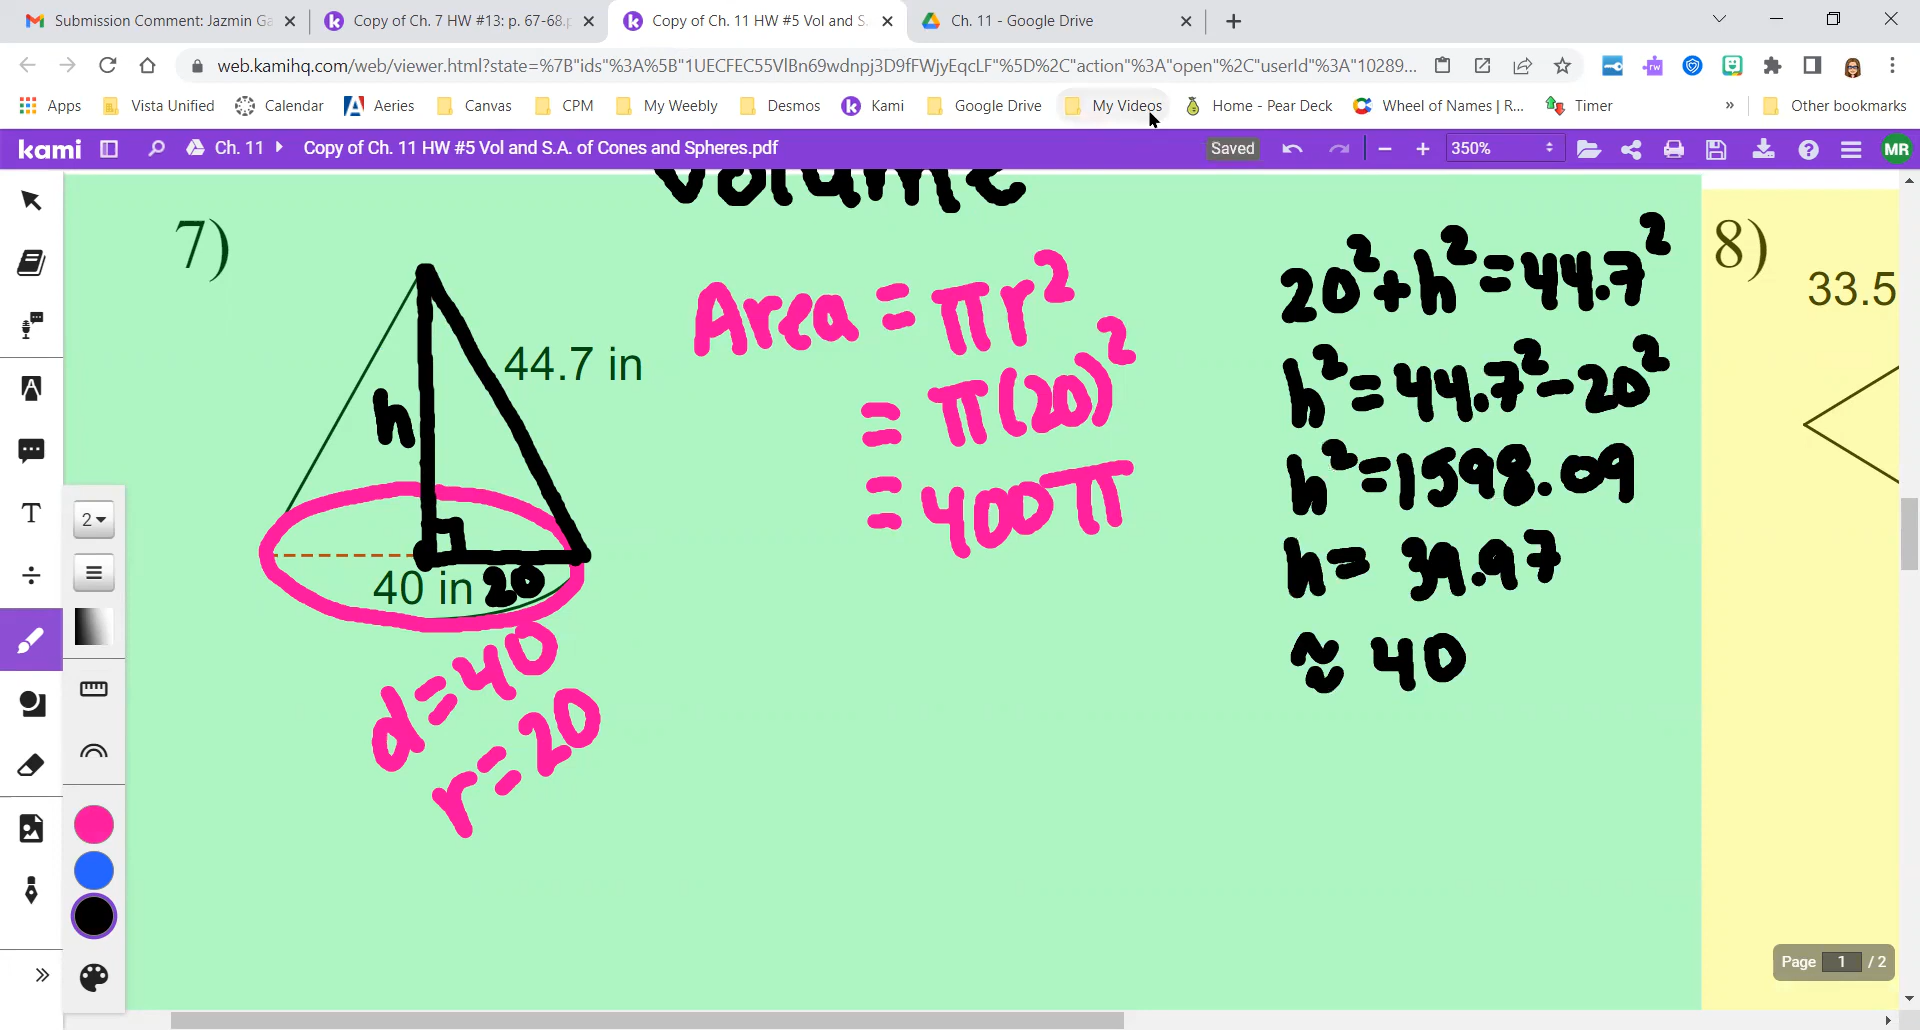 Submission Comment: Jazmin Ga
Copy of Ch. 7 HW #13: p. 67-68.p
Copy of Ch. 11 HW #5 Vol and S.
Ch. 11 - Google Drive
web.kamihq.com/web/viewer.html?state=%7B"ids"%3A%5B"1UECFEC55VlBn69wdnpj3D9fFWjyEqcLF"%5D%2C"action"%3A"open"%2C"userId"%3A"10289...
Apps
Vista Unified
Calendar
Aeries
Canvas
CPM
My Weebly
Desmos
Kami
Google Drive
My Videos
Home - Pear Deck
Wheel of Names | R...
Timer
»
Other bookmarks
kami
Ch. 11
Copy of Ch. 11 HW #5 Vol and S.A. of Cones and Spheres.pdf
Saved
350%
MR
Volume
7)
44.7 in
h
40 in 20
d=40
r=20
Area = πr²
= π(20)²
= 400π
20²+h²=44.7²
h²=44.7²-20²
h²=1598.09
h= 39.97
≈ 40
8)
33.5
2
Page 1 / 2